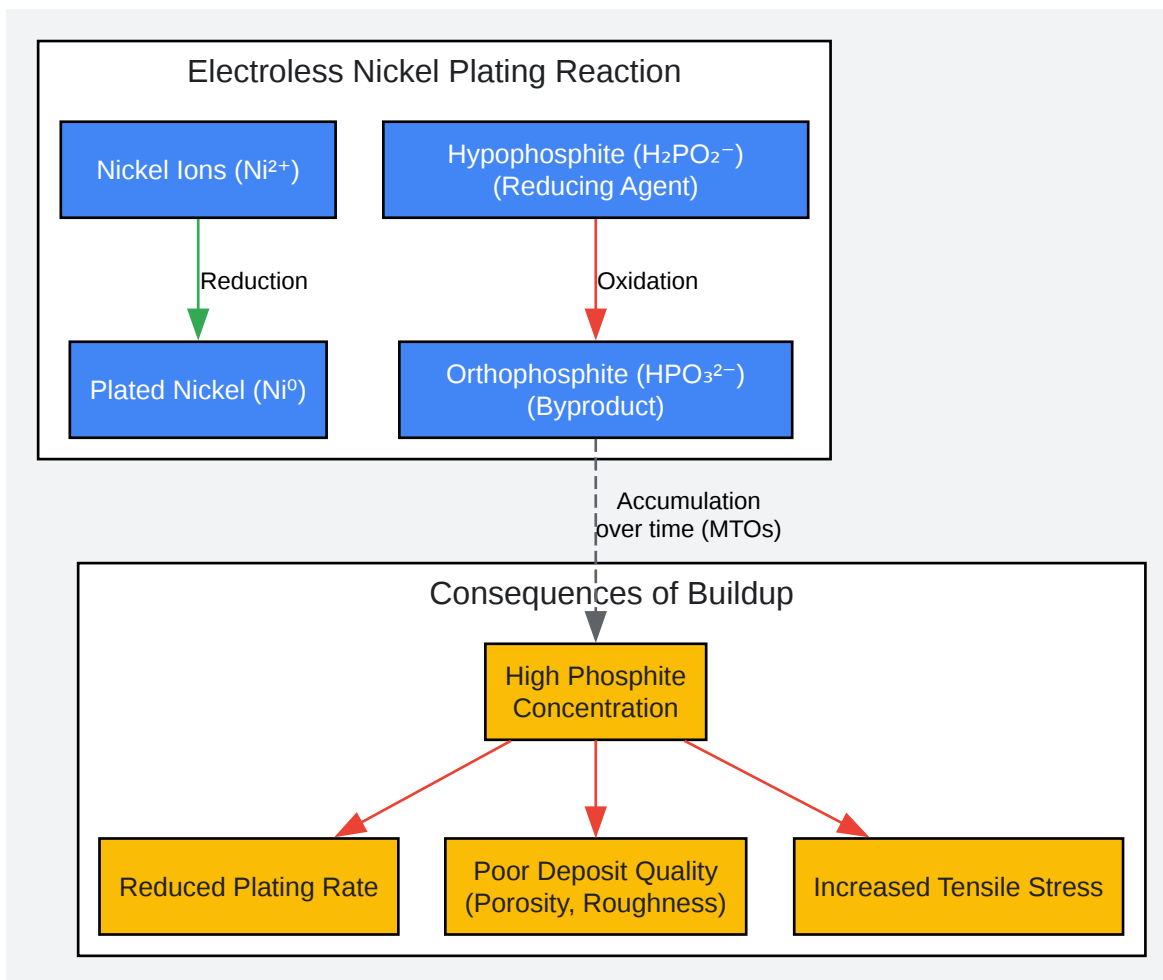 Electroless Nickel Plating Reaction
Nickel Ions (Ni²⁺)
Hypophosphite (H₂PO₂⁻)
(Reducing Agent)
Reduction
Oxidation
Plated Nickel (Ni⁰)
Orthophosphite (HPO₃²⁻)
(Byproduct)
Accumulation
over time (MTOs)
Consequences of Buildup
High Phosphite
Concentration
Reduced Plating Rate
Poor Deposit Quality
(Porosity, Roughness)
Increased Tensile Stress